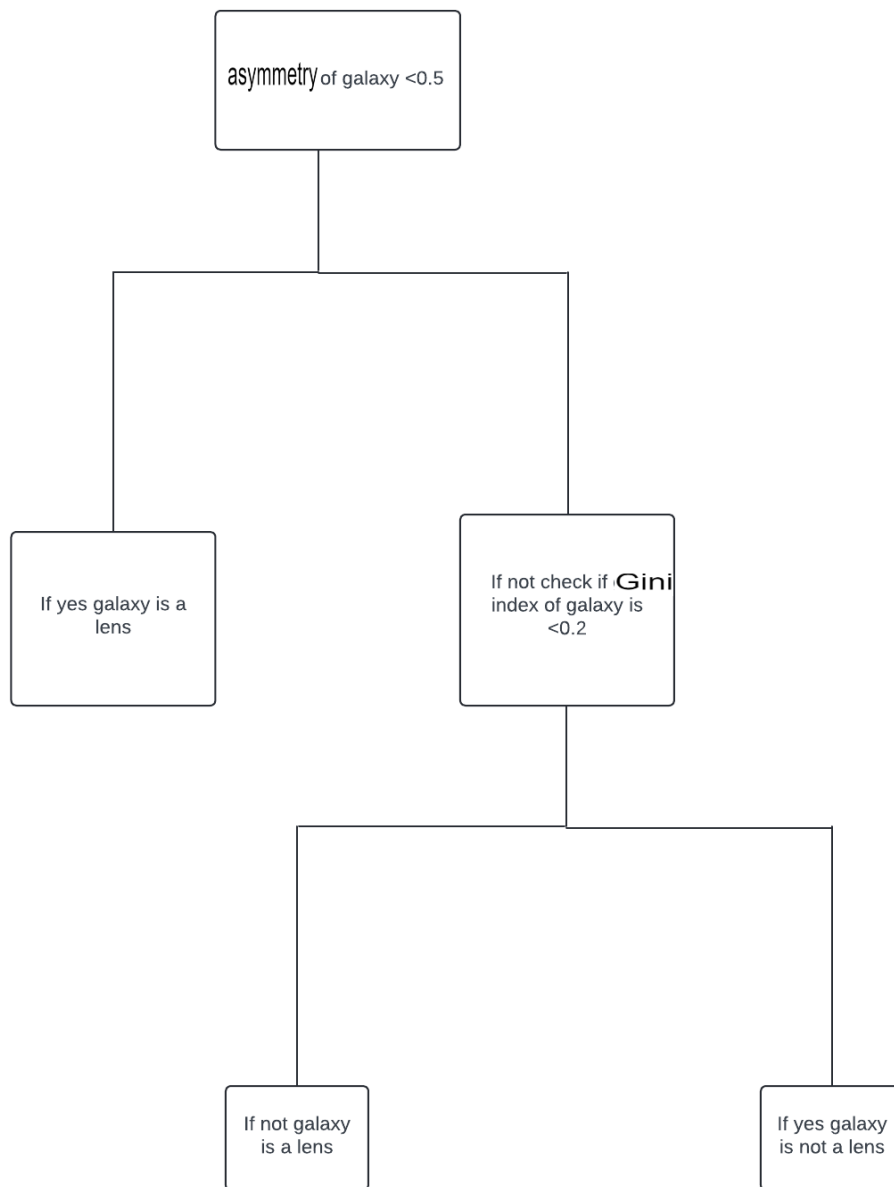 asymmetry of galaxy <0.5
If yes galaxy is a
lens
If not check if Gini
index of galaxy is
<0.2
If not galaxy
is a lens
If yes galaxy
is not a lens